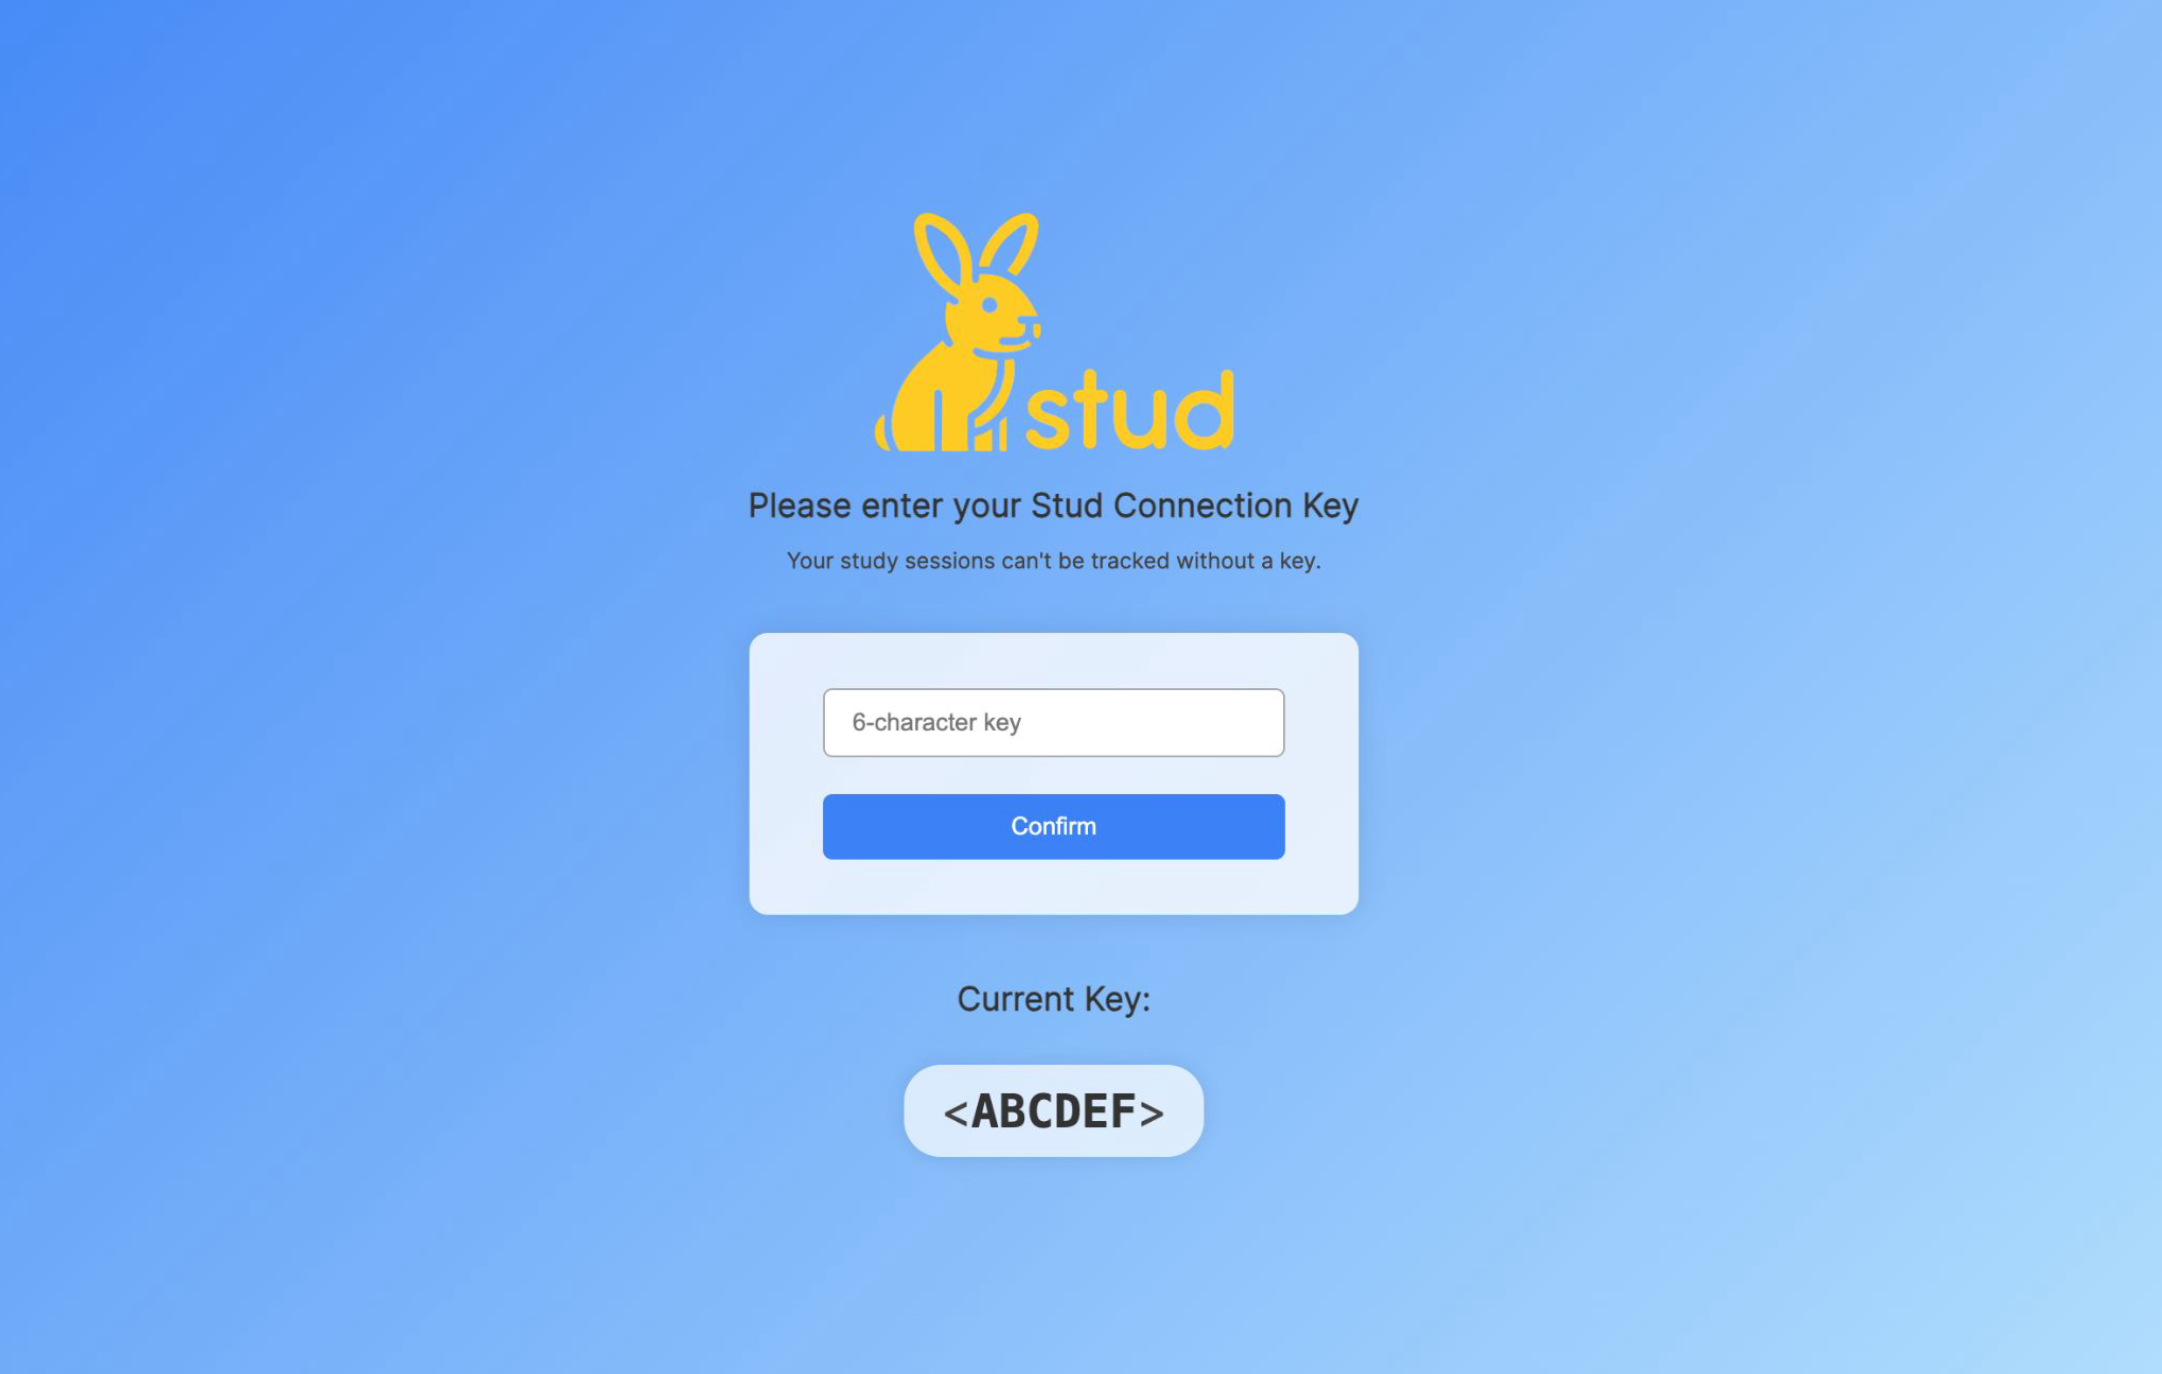 stud
Please enter your Stud Connection Key
Your study sessions can't be tracked without a key.
6-character key
Confirm
Current Key:
<ABCDEF>